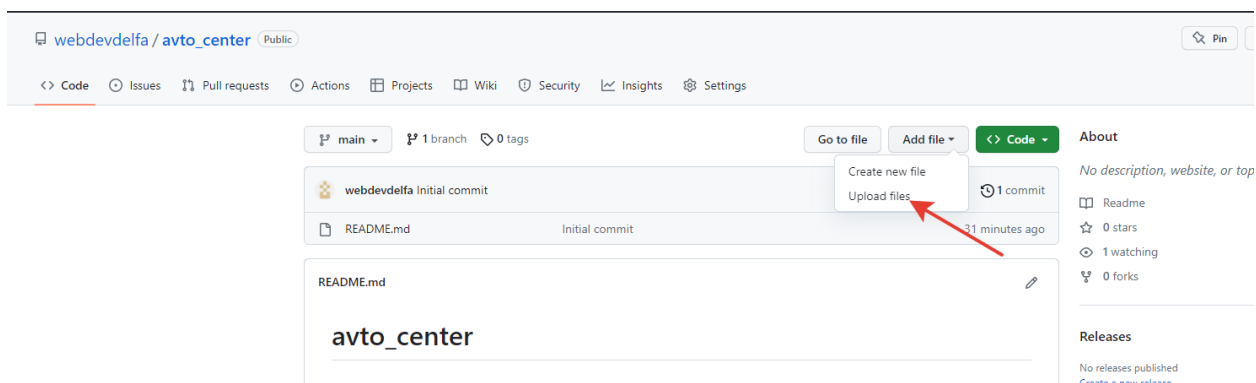 webdevdelfa / avto_center Public
Pin
Code Issues Pull requests Actions Projects Wiki Security Insights Settings
main 1 branch 0 tags Go to file Add file Code
Create new file
Upload files
webdevdelfa Initial commit 1 commit
README.md Initial commit 31 minutes ago
README.md
avto_center
About
No description, website, or top
Readme
0 stars
1 watching
0 forks
Releases
No releases published
Create a new release